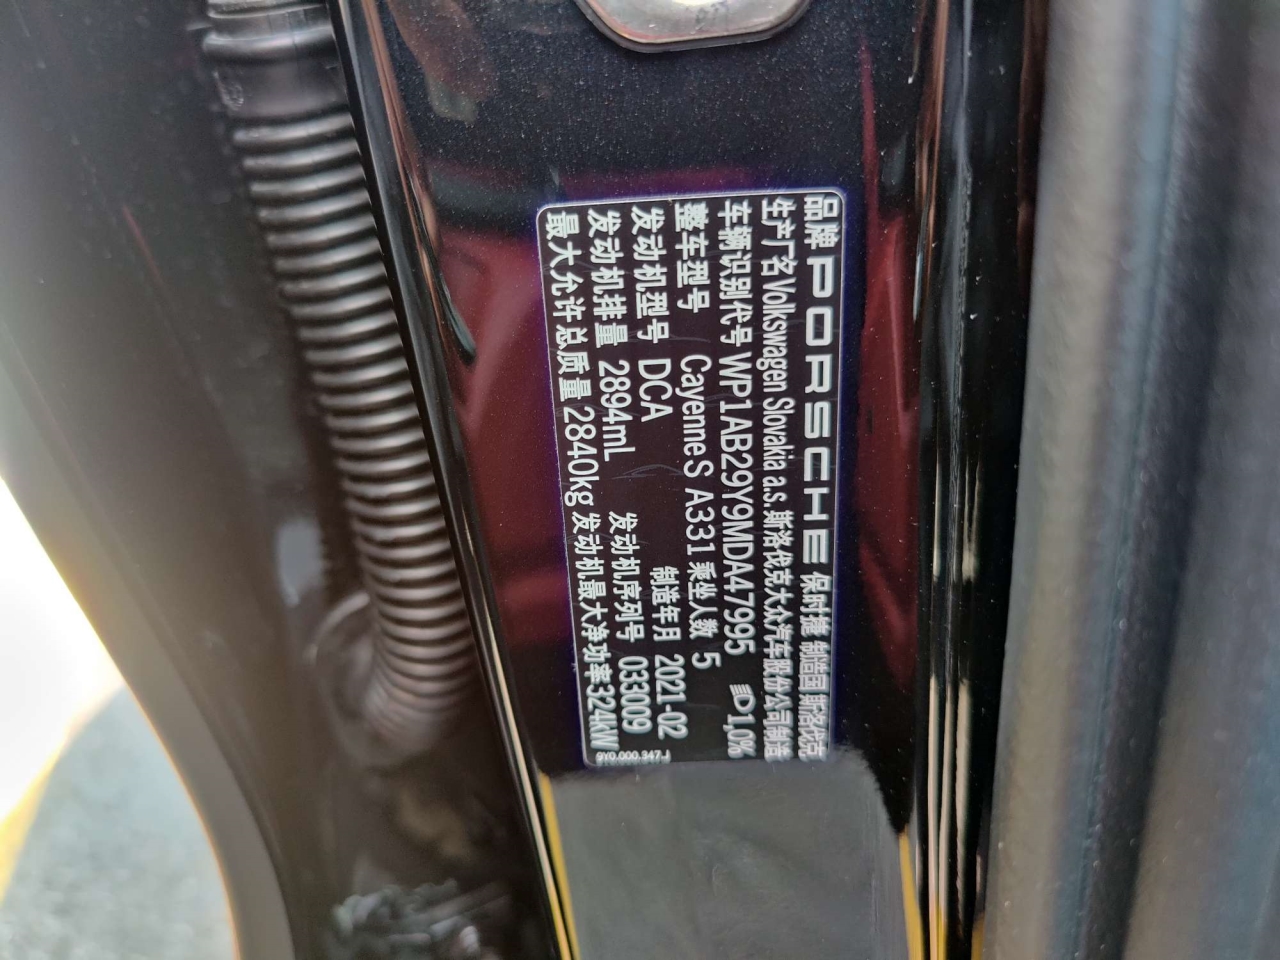 品牌 PORSCHE 保时捷 制造国 斯洛伐克
生产厂名 Volkswagen Slovakia a.s. 斯洛伐克大众汽车股份公司制造
车辆识别代号 WP1AB29Y9MDA47995 1,0%
整车型号 Cayenne S A331 乘坐人数 5
发动机型号 DCA 制造年月 2021-02
发动机排量 2894mL 发动机序列号 033009
最大允许总质量 2840kg 发动机最大净功率 324kW
9Y0.000.347.J